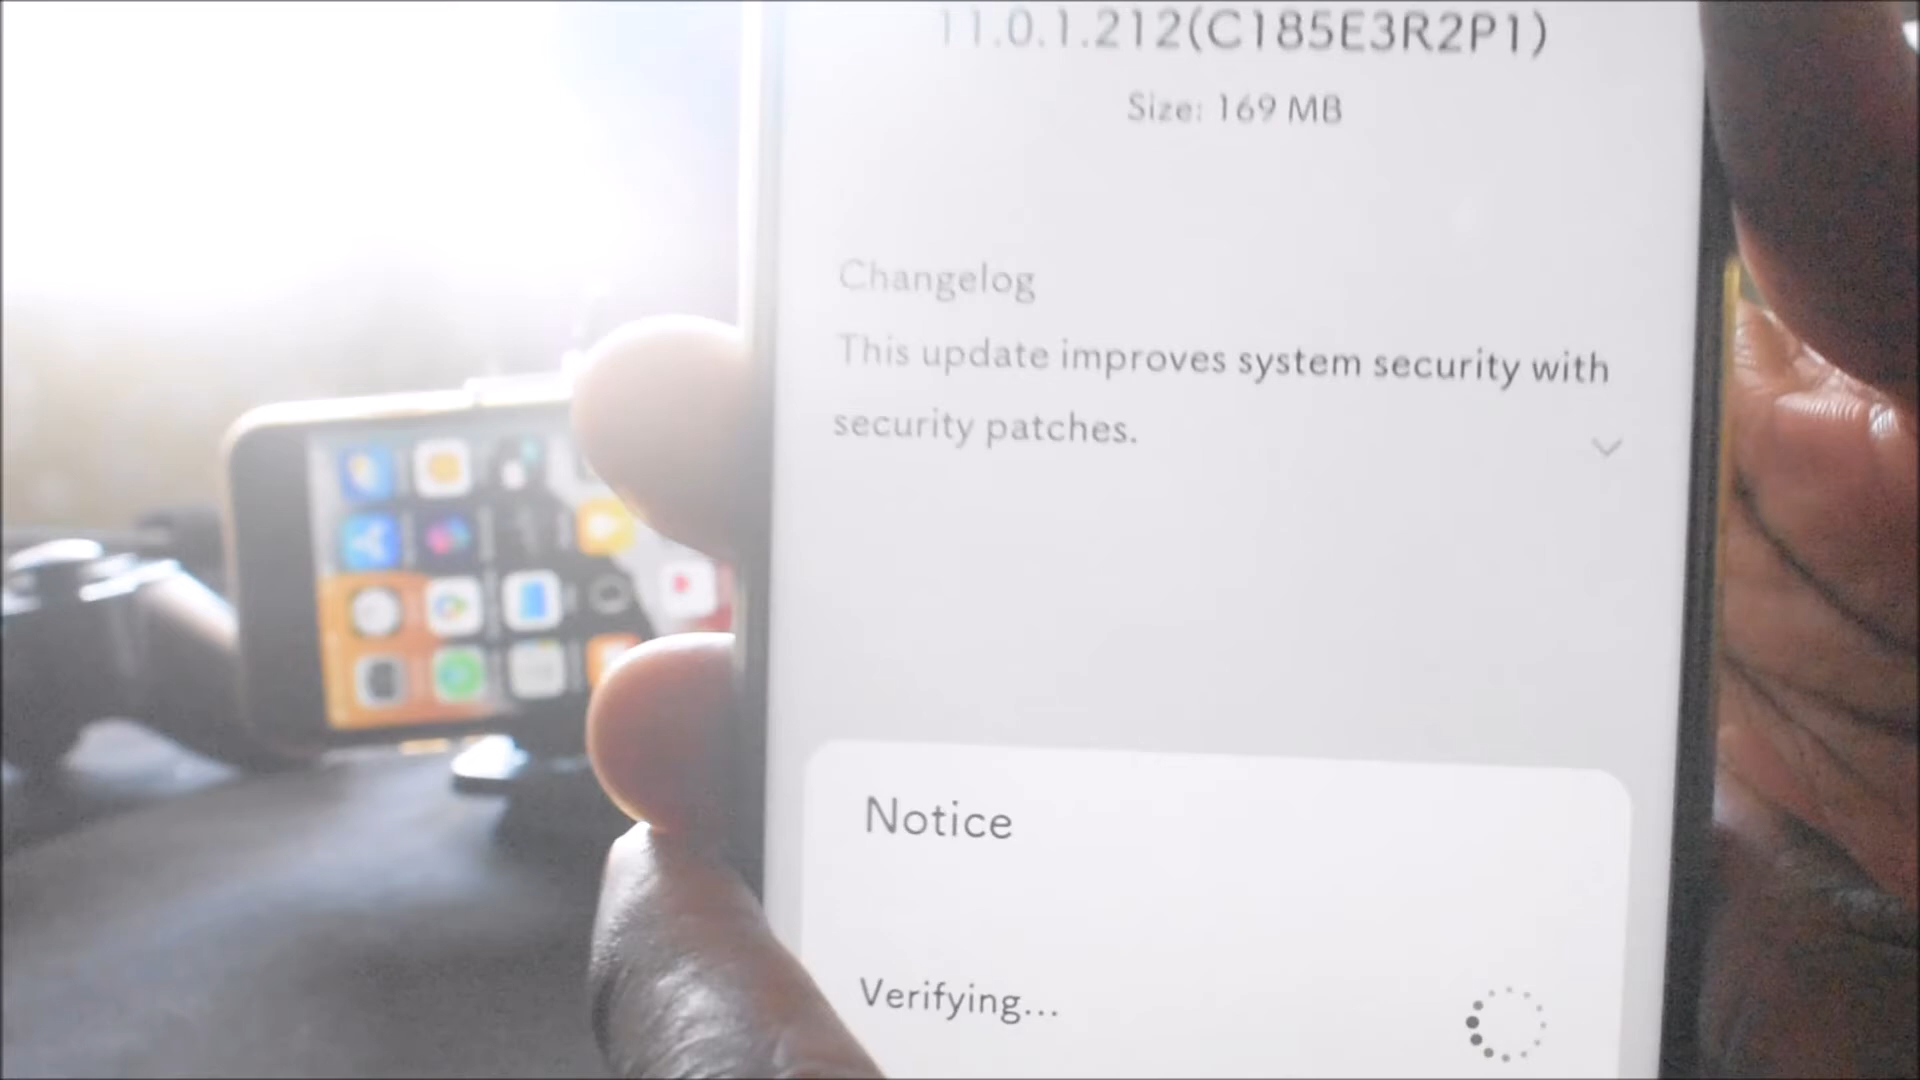 11.0.1.212(C185E3R2P1)
Size: 169 MB
Changelog
This update improves system security with
security patches.
Notice
Verifying...